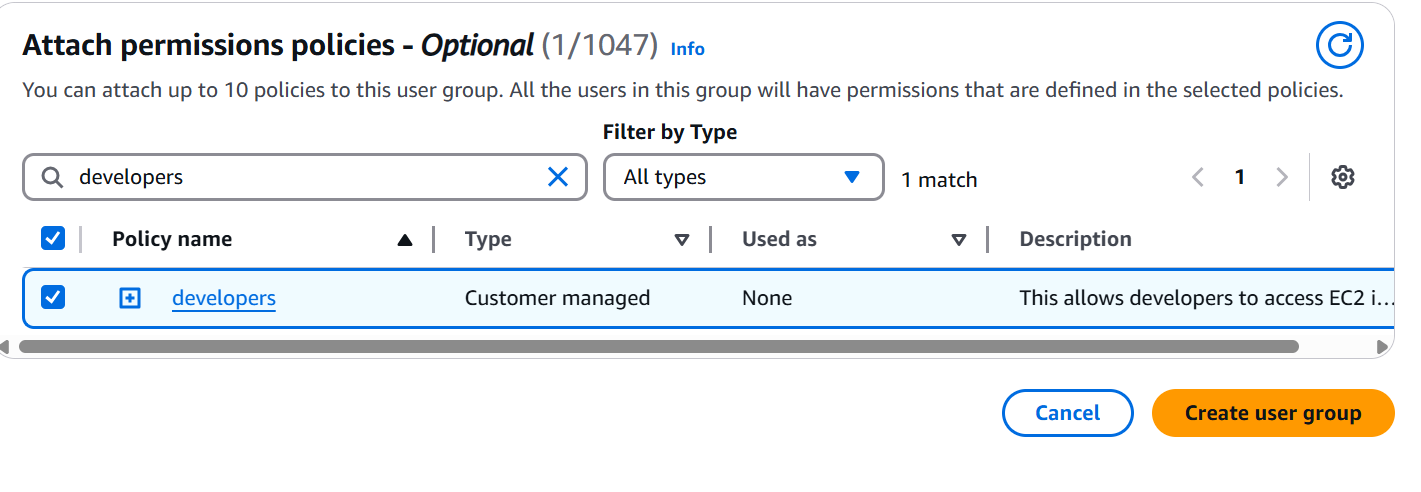 Attach permissions policies - Optional (1/1047) Info
You can attach up to 10 policies to this user group. All the users in this group will have permissions that are defined in the selected policies.
Filter by Type
developers
All types
1 match
1
Policy name
Type
Used as
Description
developers
Customer managed
None
This allows developers to access EC2 i...
Cancel
Create user group